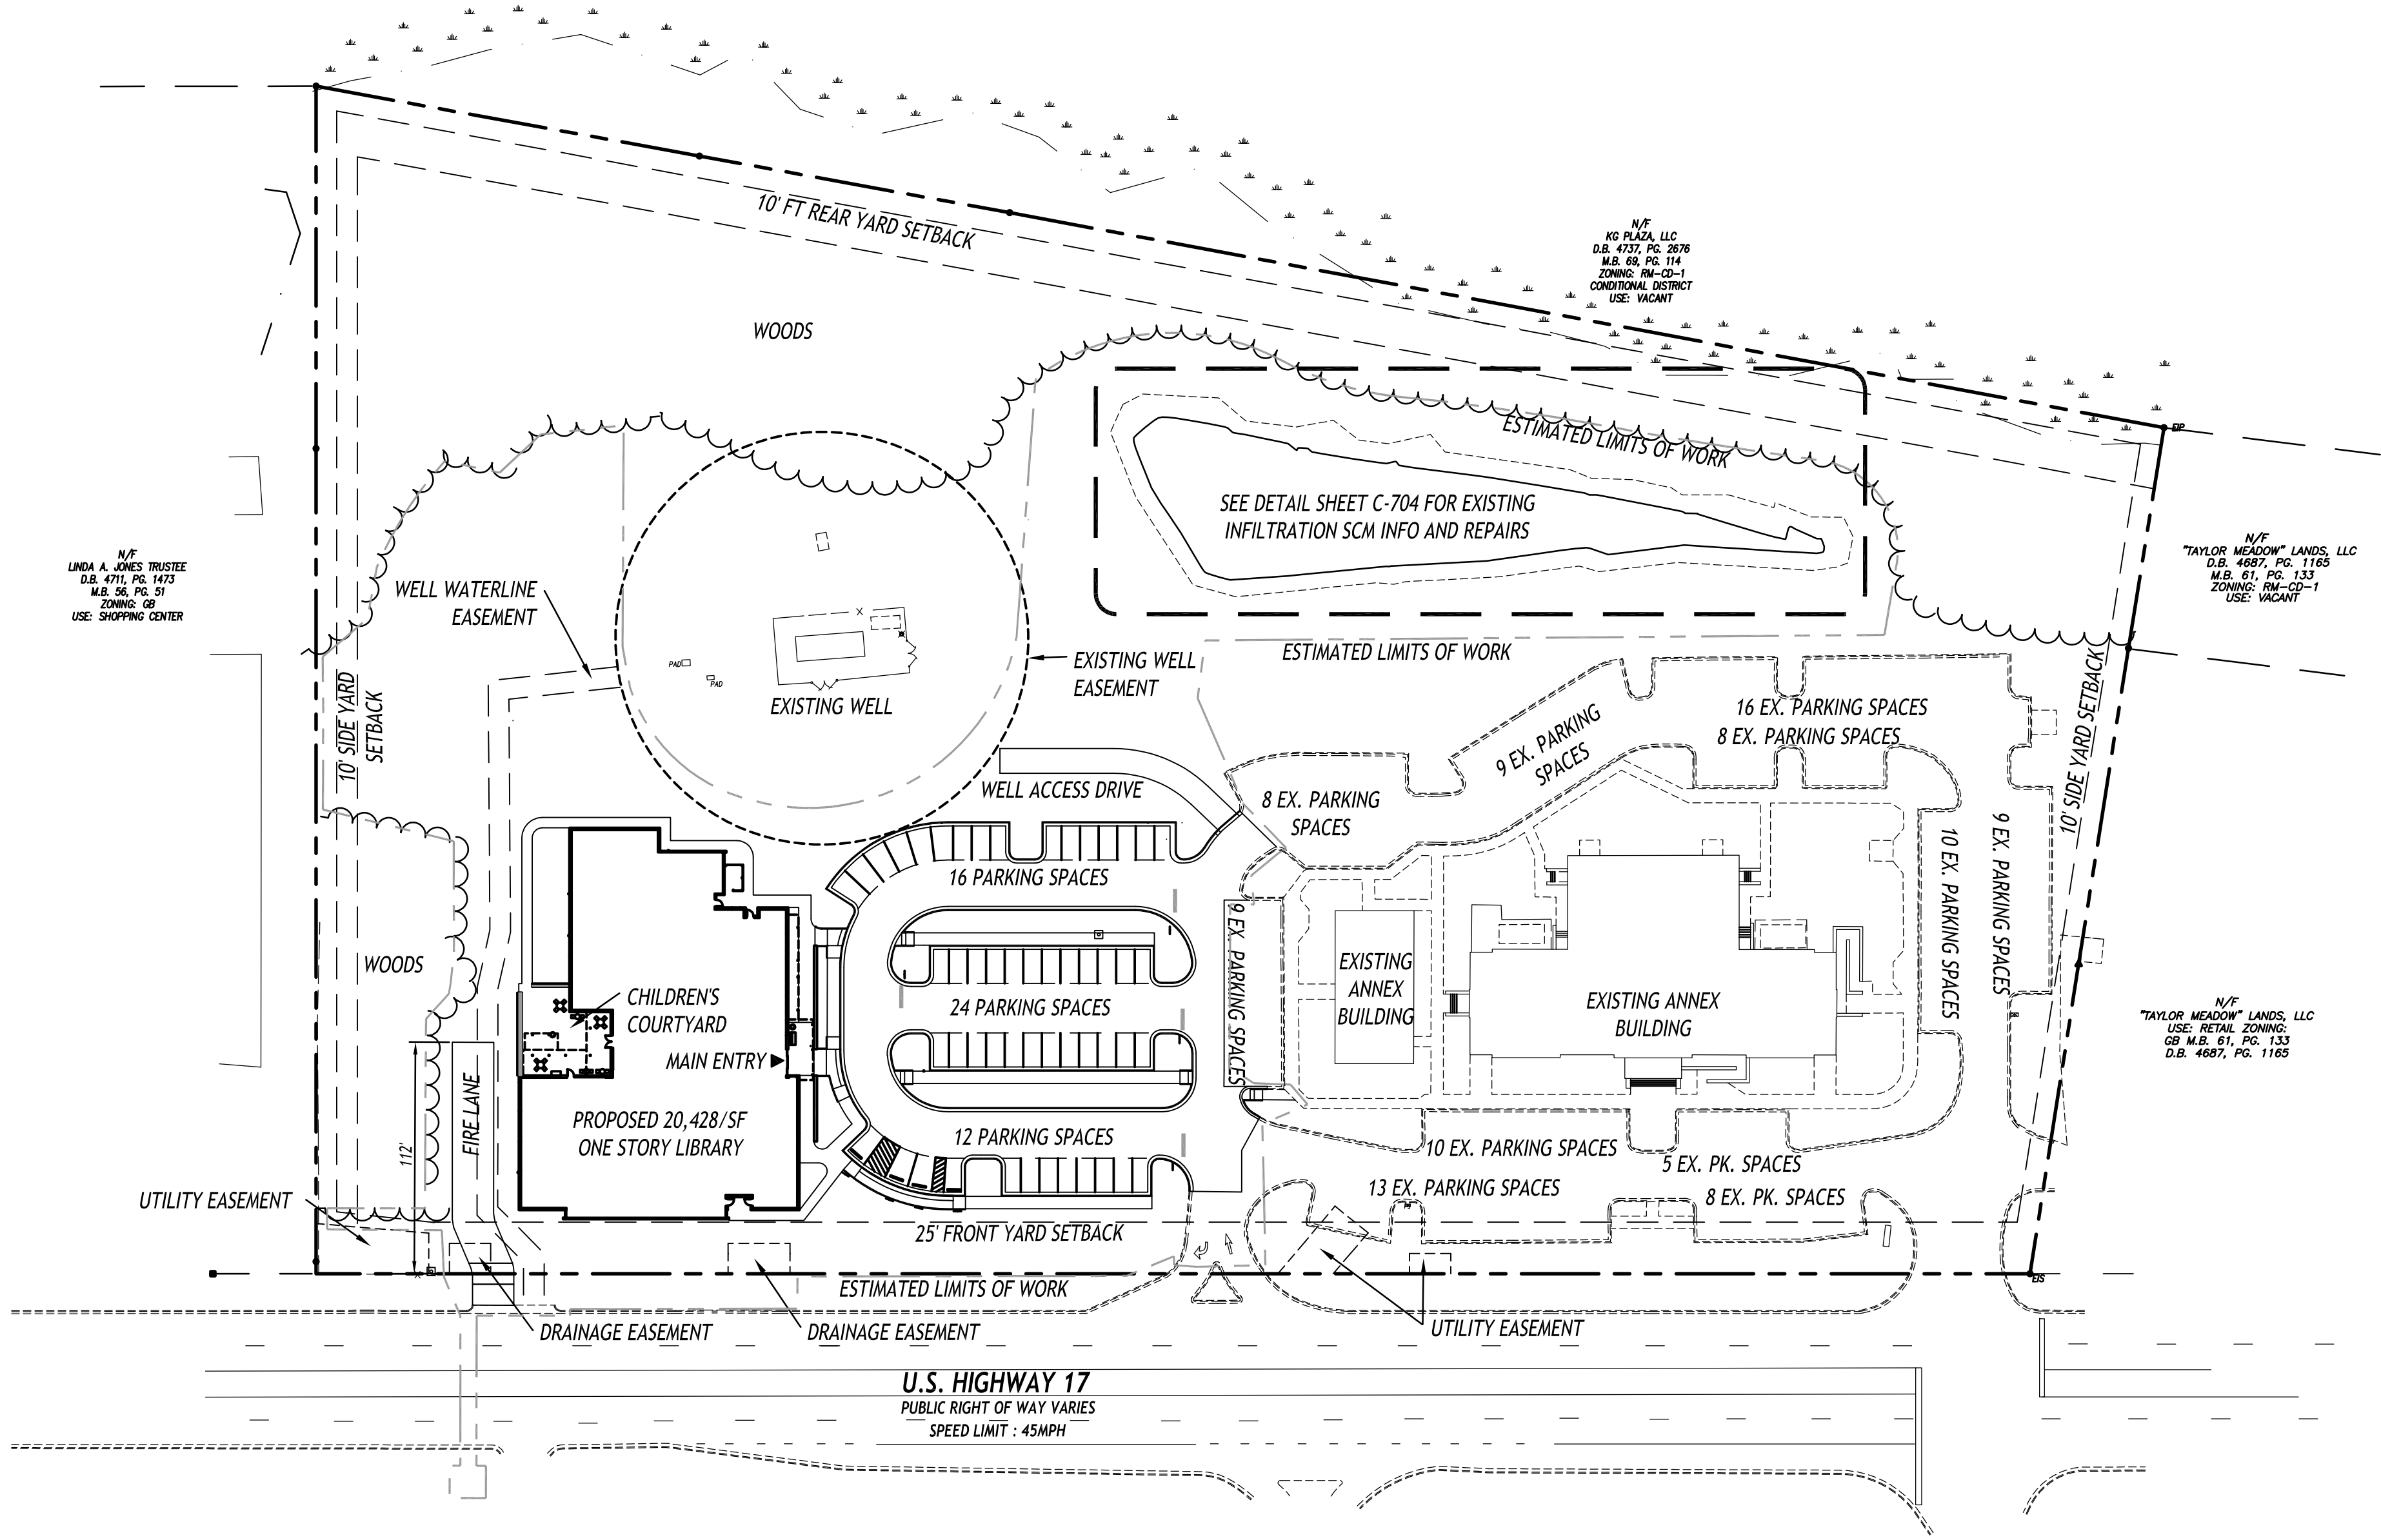 10' FT REAR YARD SETBACK
N/F
KG PLAZA, LLC
D.B. 4737, PG. 2676
M.B. 69, PG. 114
ZONING: RM-CD-1
CONDITIONAL DISTRICT
USE: VACANT
WOODS
EIP
ESTIMATED LIMITS OF WORK
SEE DETAIL SHEET C-704 FOR EXISTING
INFILTRATION SCM INFO AND REPAIRS
N/F
LINDA A. JONES TRUSTEE
D.B. 4711, PG. 1473
M.B. 56, PG. 51
ZONING: GB
USE: SHOPPING CENTER
N/F
"TAYLOR MEADOW" LANDS, LLC
D.B. 4687, PG. 1165
M.B. 61, PG. 133
ZONING: RM-CD-1
USE: VACANT
WELL WATERLINE
EASEMENT
ESTIMATED LIMITS OF WORK
EXISTING WELL
EASEMENT
PAD
PAD
EXISTING WELL
10' SIDE YARD
SETBACK
10' SIDE YARD SETBACK
16 EX. PARKING SPACES
8 EX. PARKING SPACES
9 EX. PARKING
SPACES
WELL ACCESS DRIVE
8 EX. PARKING
SPACES
16 PARKING SPACES
9 EX. PARKING SPACES
10 EX. PARKING SPACES
9 EX. PARKING SPACES
WOODS
EXISTING
ANNEX
BUILDING
EXISTING ANNEX
BUILDING
CHILDREN'S
COURTYARD
24 PARKING SPACES
MAIN ENTRY
N/F
"TAYLOR MEADOW" LANDS, LLC
USE: RETAIL ZONING:
GB M.B. 61, PG. 133
D.B. 4687, PG. 1165
112'
FIRE LANE
PROPOSED 20,428/SF
ONE STORY LIBRARY
12 PARKING SPACES
10 EX. PARKING SPACES
5 EX. PK. SPACES
13 EX. PARKING SPACES
8 EX. PK. SPACES
UTILITY EASEMENT
25' FRONT YARD SETBACK
EIS
ESTIMATED LIMITS OF WORK
DRAINAGE EASEMENT
DRAINAGE EASEMENT
UTILITY EASEMENT
U.S. HIGHWAY 17
PUBLIC RIGHT OF WAY VARIES
SPEED LIMIT : 45MPH